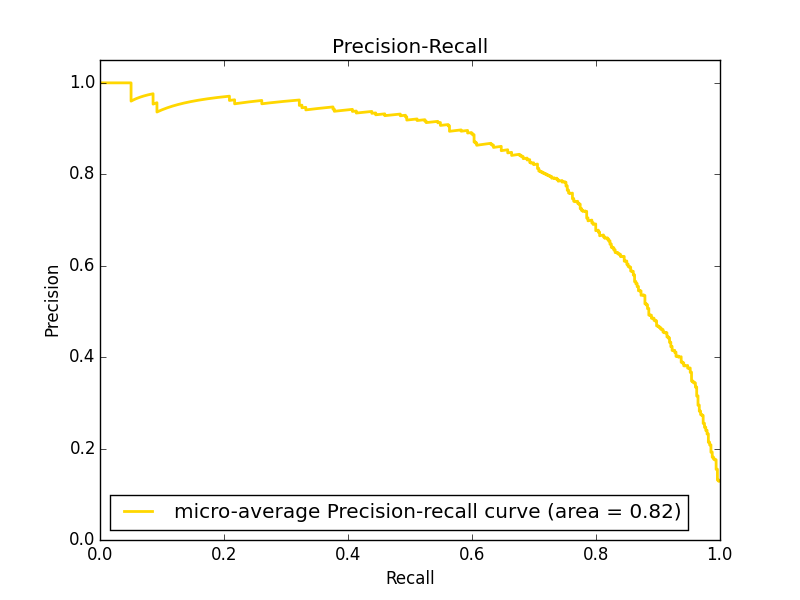 Precision-Recall
1.0
0.8
0.6
0.4
0.2
0.0
Precision
micro-average Precision-recall curve (area = 0.82)
0.0 0.2 0.4 0.6 0.8 1.0
Recall